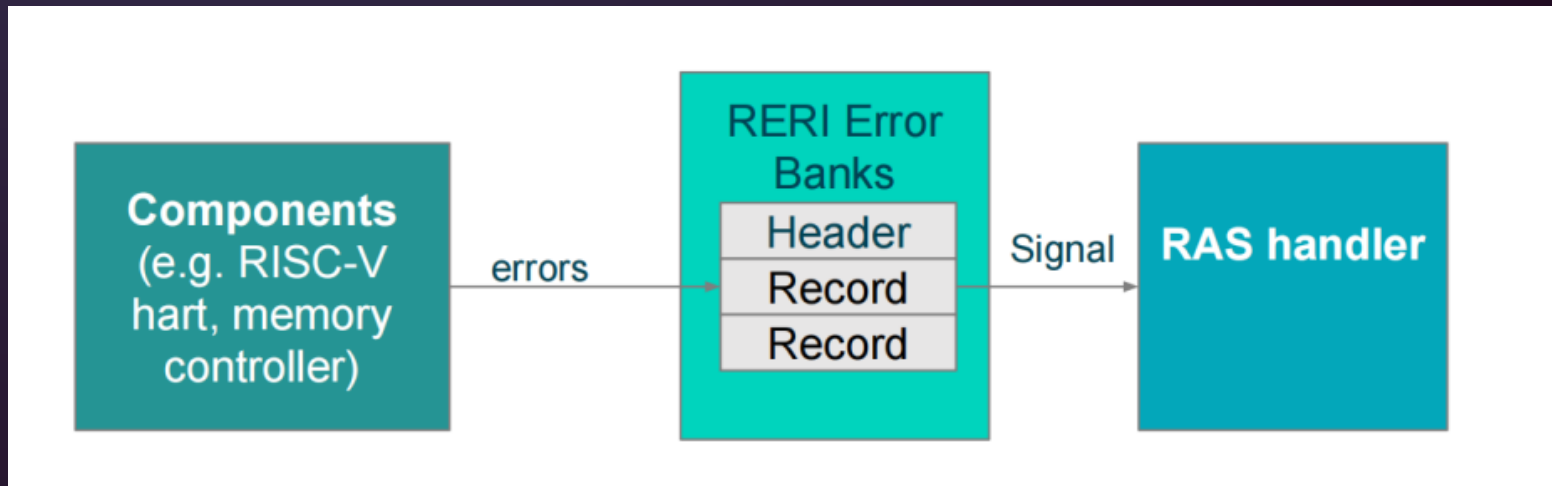 Components
(e.g. RISC-V
hart, memory
controller)
errors
RERI Error
Banks
Header
Record
Record
Signal
RAS handler